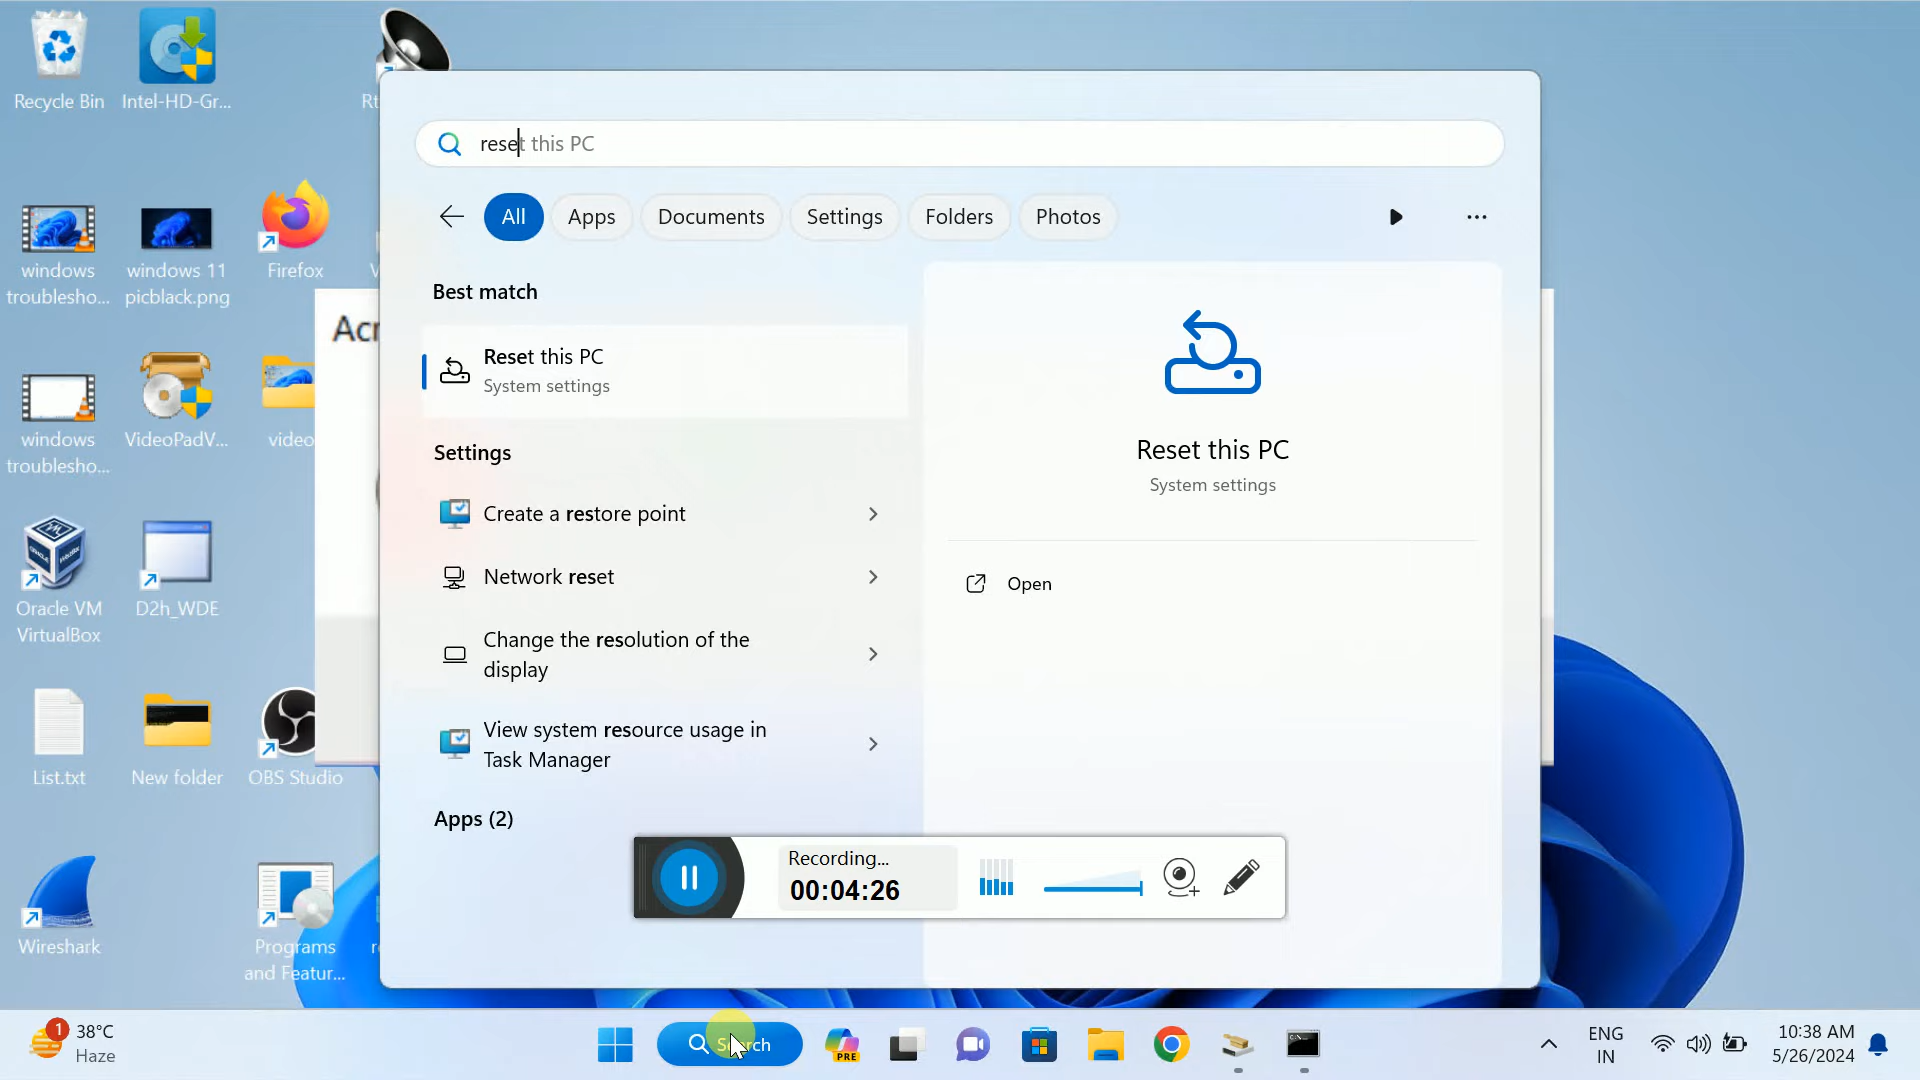 Recycle Bin
Intel-HD-Gr...
Rt
reset this PC
All
Apps
Documents
Settings
Folders
Photos
Best match
Reset this PC
System settings
Settings
Create a restore point
Network reset
Change the resolution of the
display
View system resource usage in
Task Manager
Apps (2)
Reset this PC
System settings
Open
Recording...
00:04:26
windows
troublesho...
windows 11
picblack.png
Firefox
V
Acr
windows
troublesho...
VideoPadV...
video
Oracle VM
VirtualBox
D2h_WDE
List.txt
New folder
OBS Studio
Wireshark
Programs
and Featur...
1
38°C
Haze
Search
PRE
ENG
IN
10:38 AM
5/26/2024